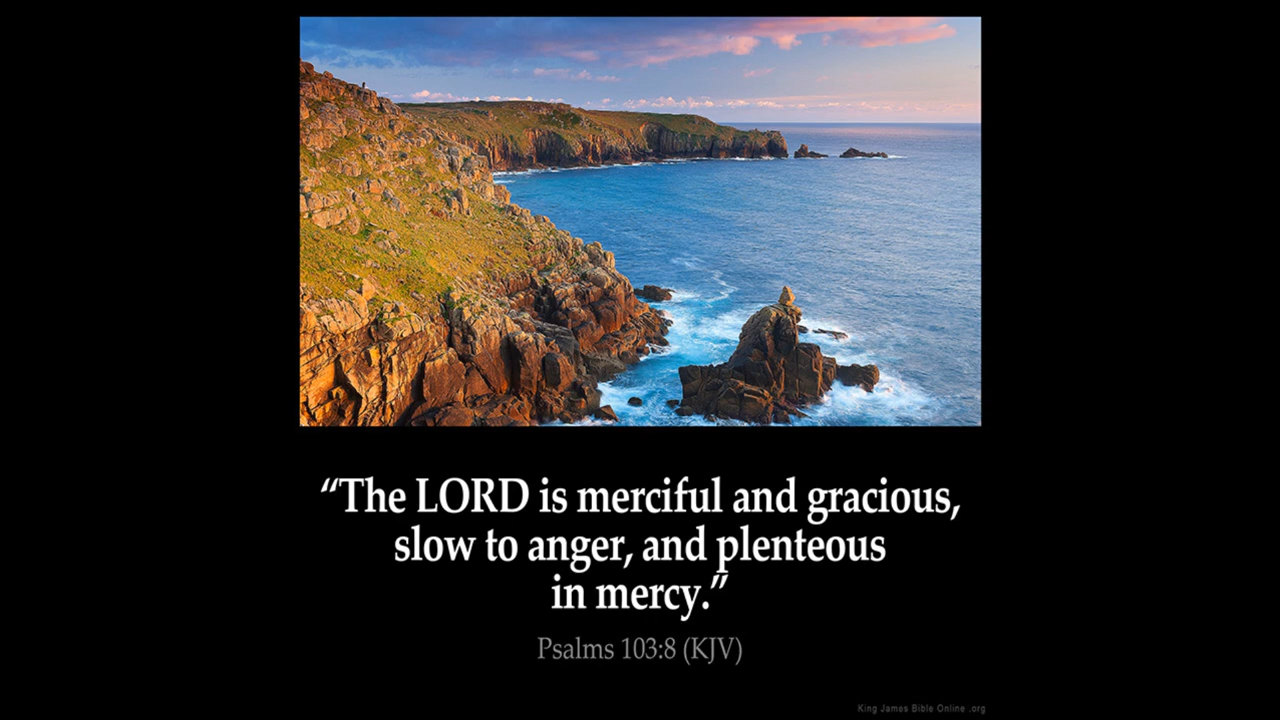 “The LORD is merciful and gracious,
slow to anger, and plenteous
in mercy.”
Psalms 103:8 (KJV)
King James Bible Online .org